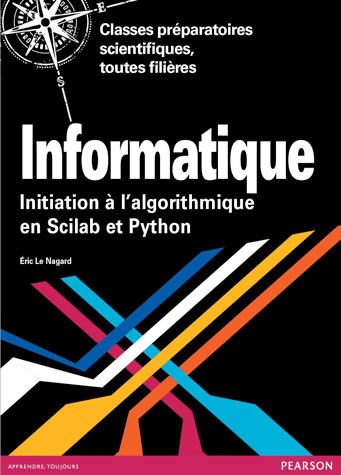 Classes préparatoires
scientifiques,
toutes filières
Informatique
Initiation à l'algorithmique
en Scilab et Python
Éric Le Nagard
APPRENDRE, TOUJOURS
PEARSON